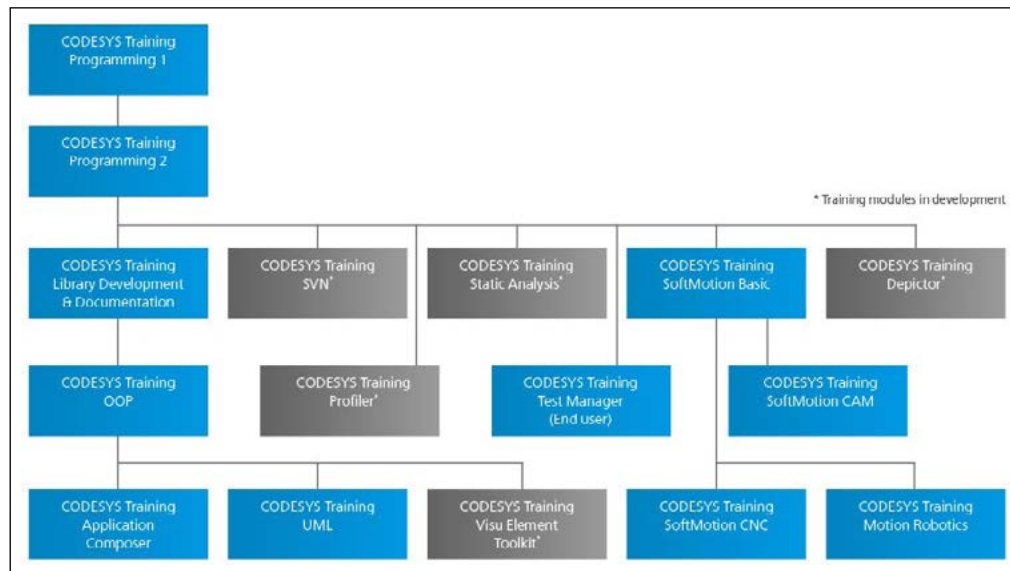 CODESYS Training
Programming 1
CODESYS Training
Programming 2
* Training modules in development
CODESYS Training
Library Development
& Documentation
CODESYS Training
SVN*
CODESYS Training
Static Analysis*
CODESYS Training
SoftMotion Basic
CODESYS Training
Depictor*
CODESYS Training
OOP
CODESYS Training
Profiler*
CODESYS Training
Test Manager
(End user)
CODESYS Training
SoftMotion CAM
CODESYS Training
Application
Composer
CODESYS Training
UML
CODESYS Training
Visu Element
Toolkit*
CODESYS Training
SoftMotion CNC
CODESYS Training
Motion Robotics